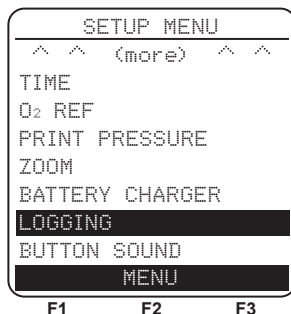 SETUP MENU
^ ^ (more) ^ ^
TIME
O₂ REF
PRINT PRESSURE
ZOOM
BATTERY CHARGER
LOGGING
BUTTON SOUND
MENU
F1 F2 F3